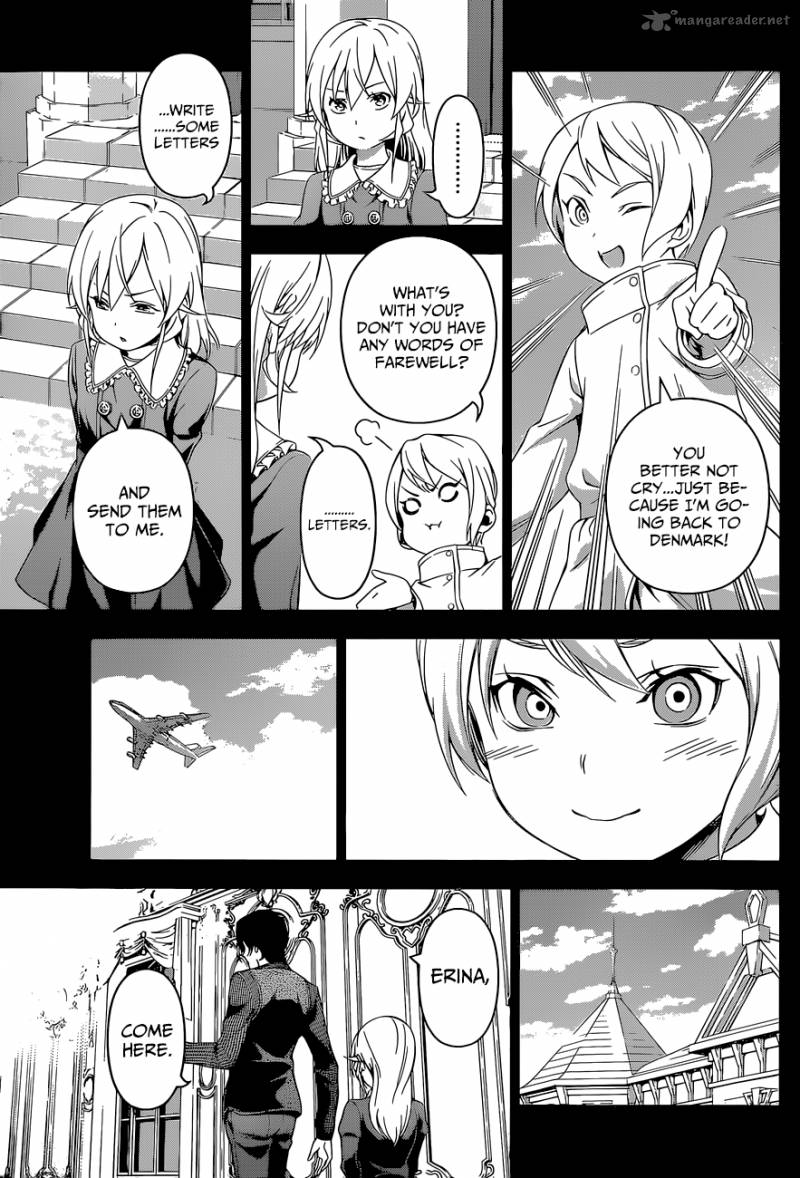 mangareader.net
YOU
BETTER NOT
CRY...JUST BE-
CAUSE I'M GO-
ING BACK TO
DENMARK!
.........
WHAT'S
WITH YOU?
DON'T YOU HAVE
ANY WORDS OF
FAREWELL?
.........
LETTERS.
...WRITE
......SOME
LETTERS
AND
SEND THEM
TO ME.
ERINA,
COME
HERE.